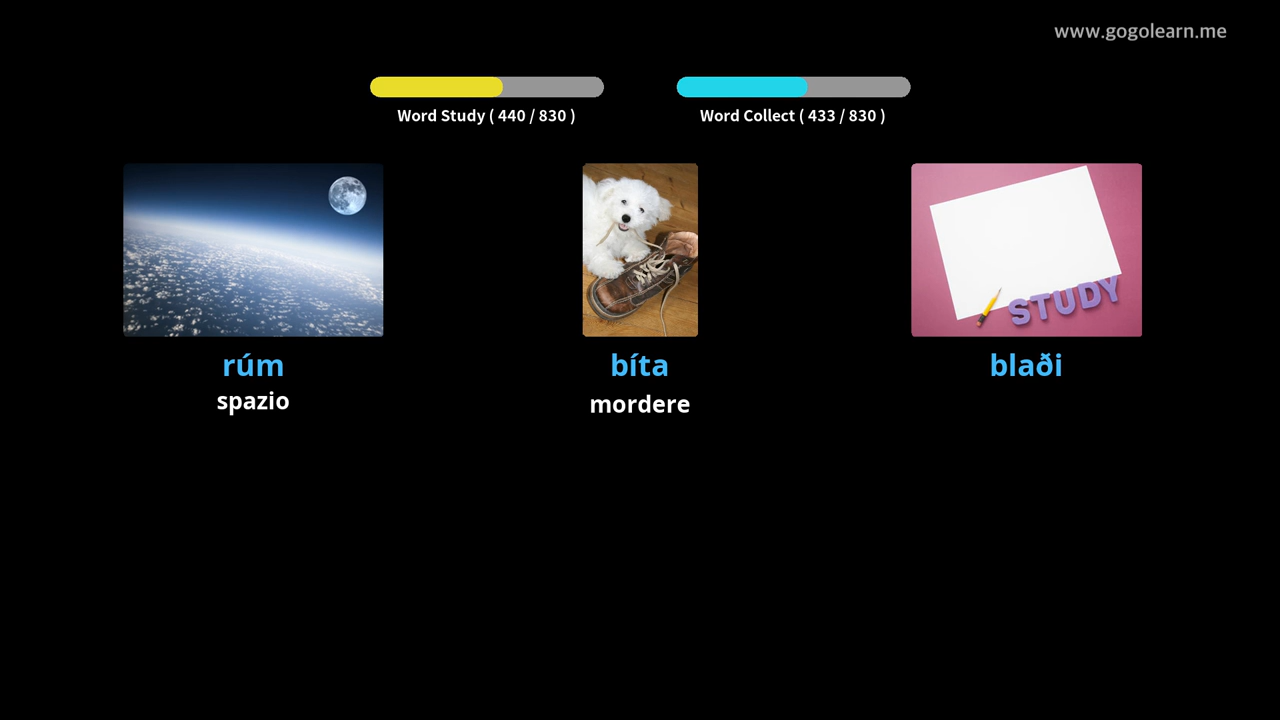 www.gogolearn.me
Word Study ( 440 / 830 )
Word Collect ( 433 / 830 )
STUDY
rúm
bíta
blaði
spazio
mordere